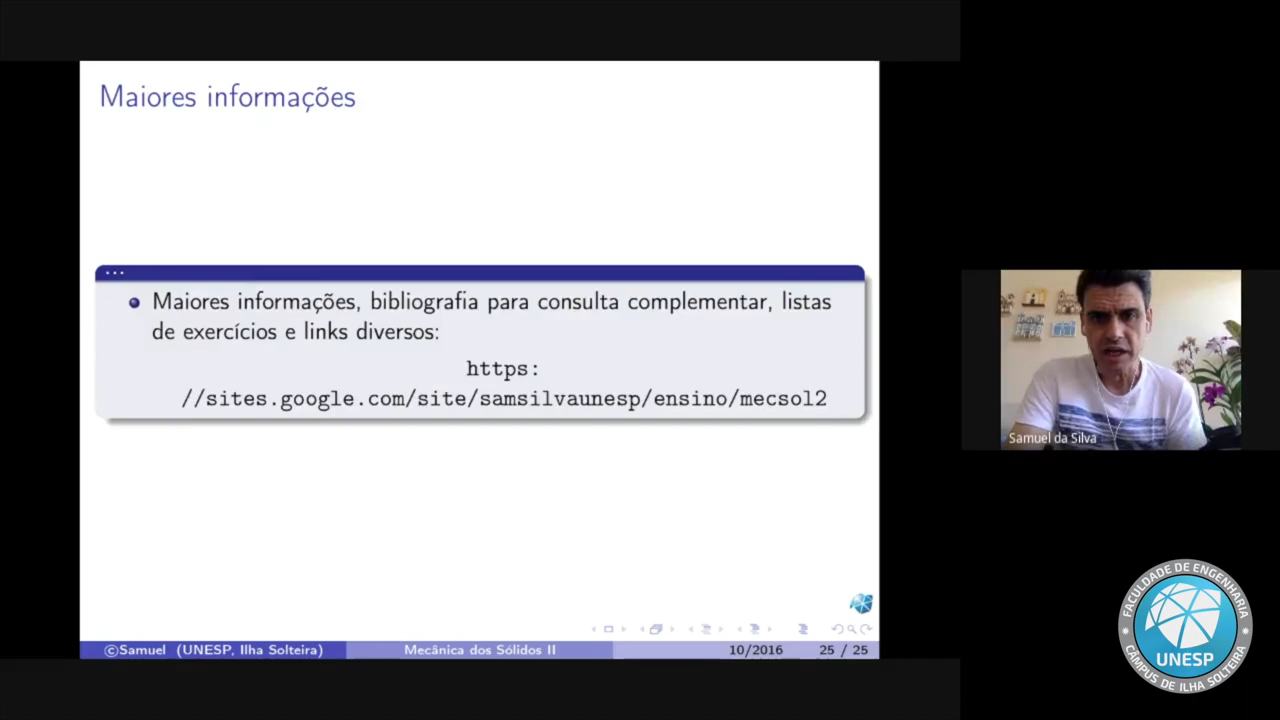 Maiores informações
...
Maiores informações, bibliografia para consulta complementar, listas
de exercícios e links diversos:
https:
//sites.google.com/site/samsilvaunesp/ensino/mecsol2
©Samuel (UNESP, Ilha Solteira)
Mecânica dos Sólidos II
10/2016
25 / 25
Samuel da Silva
FACULDADE DE ENGENHARIA
UNESP
CÂMPUS DE ILHA SOLTEIRA